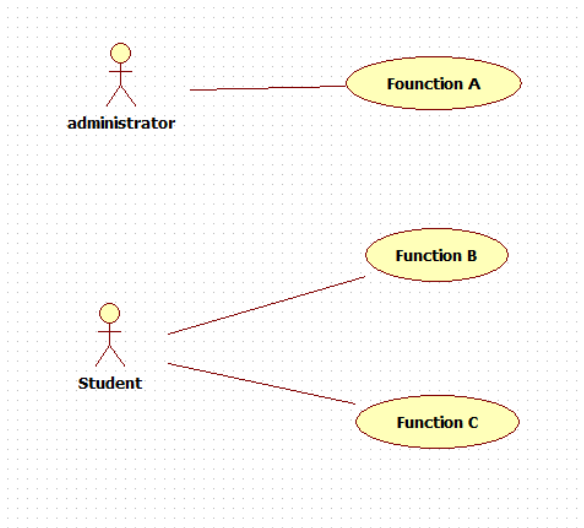 Founction A
administrator
Function B
Student
Function C